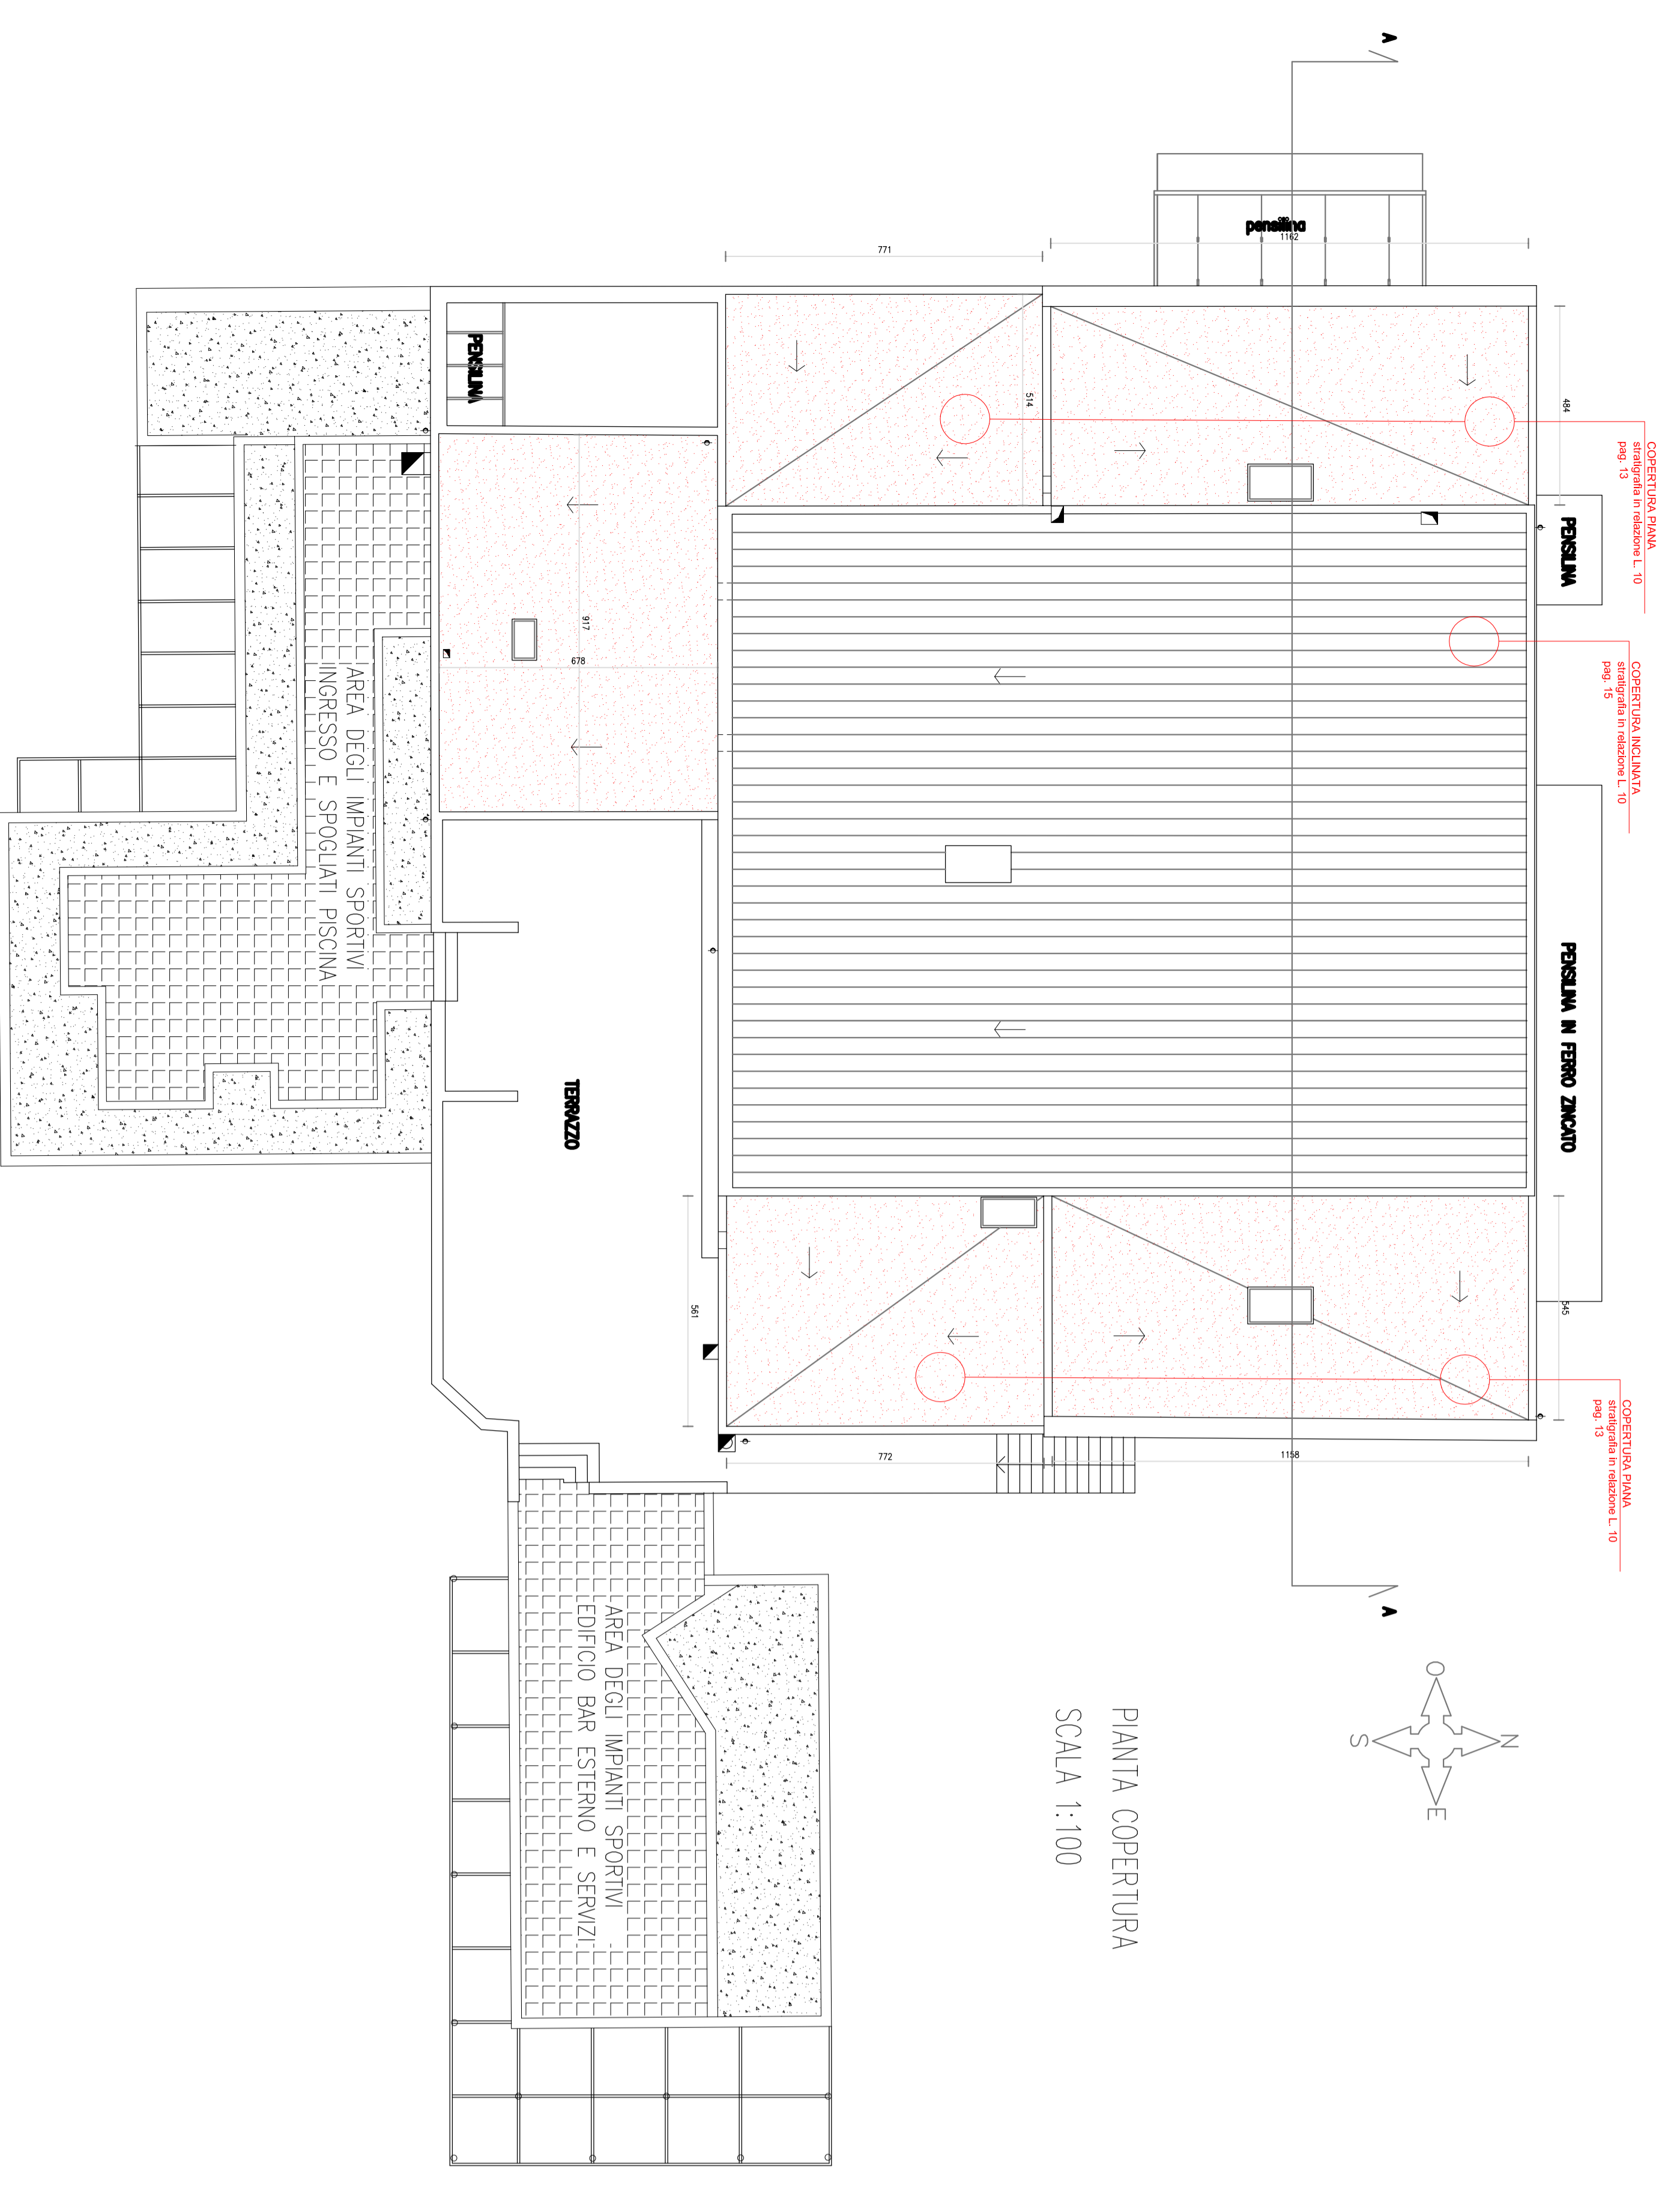 COPERTURA PIANA
stratigrafia in relazione L. 10
pag. 13
COPERTURA INCLINATA
stratigrafia in relazione L. 10
pag. 15
COPERTURA PIANA
stratigrafia in relazione L. 10
pag. 13
A
A
pensilina
1162
771
484
514
PENSILINA
PENSILINA
PENSILINA IN FERRO ZINCATO
917
678
545
561
772
1158
TERRAZZO
AREA DEGLI IMPIANTI SPORTIVI
INGRESSO E SPOGLIATI PISCINA
AREA DEGLI IMPIANTI SPORTIVI
EDIFICIO BAR ESTERNO E SERVIZI
N
O
E
S
PIANTA COPERTURA
SCALA 1:100